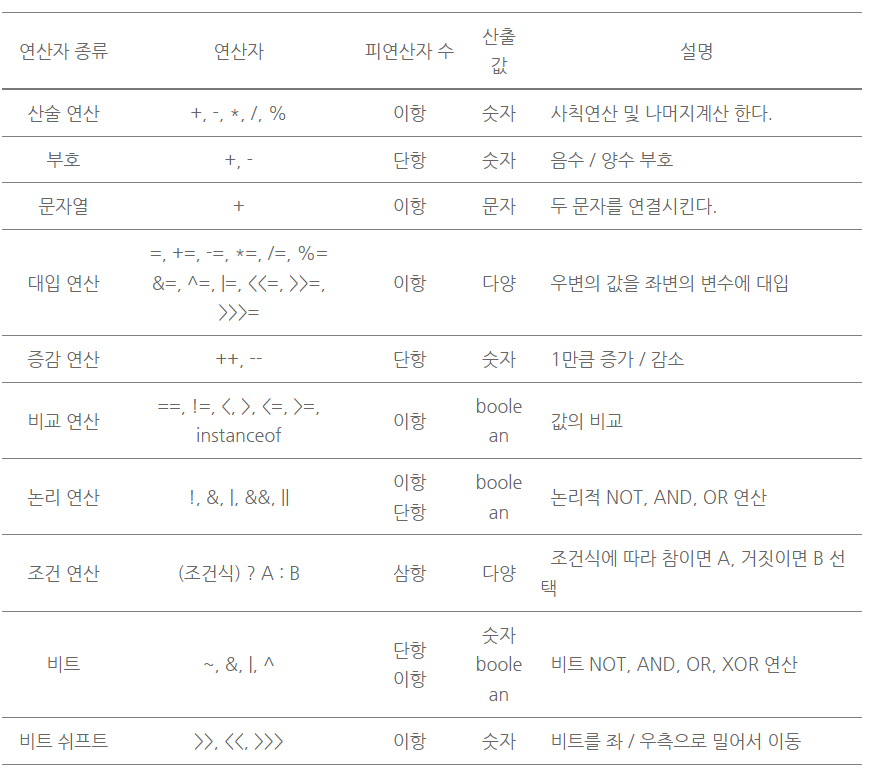 연산자 종류 연산자 피연산자 수 산출 값 설명
산술 연산 +, -, *, /, % 이항 숫자 사칙연산 및 나머지계산 한다.
부호 +, - 단항 숫자 음수 / 양수 부호
문자열 + 이항 문자 두 문자를 연결시킨다.
대입 연산 =, +=, -=, *=, /=, %= &=, ^=, |=, <<=, >>=, >>>= 이항 다양 우변의 값을 좌변의 변수에 대입
증감 연산 ++, -- 단항 숫자 1만큼 증가 / 감소
비교 연산 ==, !=, <, >, <=, >=, instanceof 이항 boolean 값의 비교
논리 연산 !, &, |, &&, || 이항 단항 boolean 논리적 NOT, AND, OR 연산
조건 연산 (조건식) ? A : B 삼항 다양 조건식에 따라 참이면 A, 거짓이면 B 선택
비트 ~, &, |, ^ 단항 이항 숫자 boolean 비트 NOT, AND, OR, XOR 연산
비트 쉬프트 >>, <<, >>> 이항 숫자 비트를 좌 / 우측으로 밀어서 이동